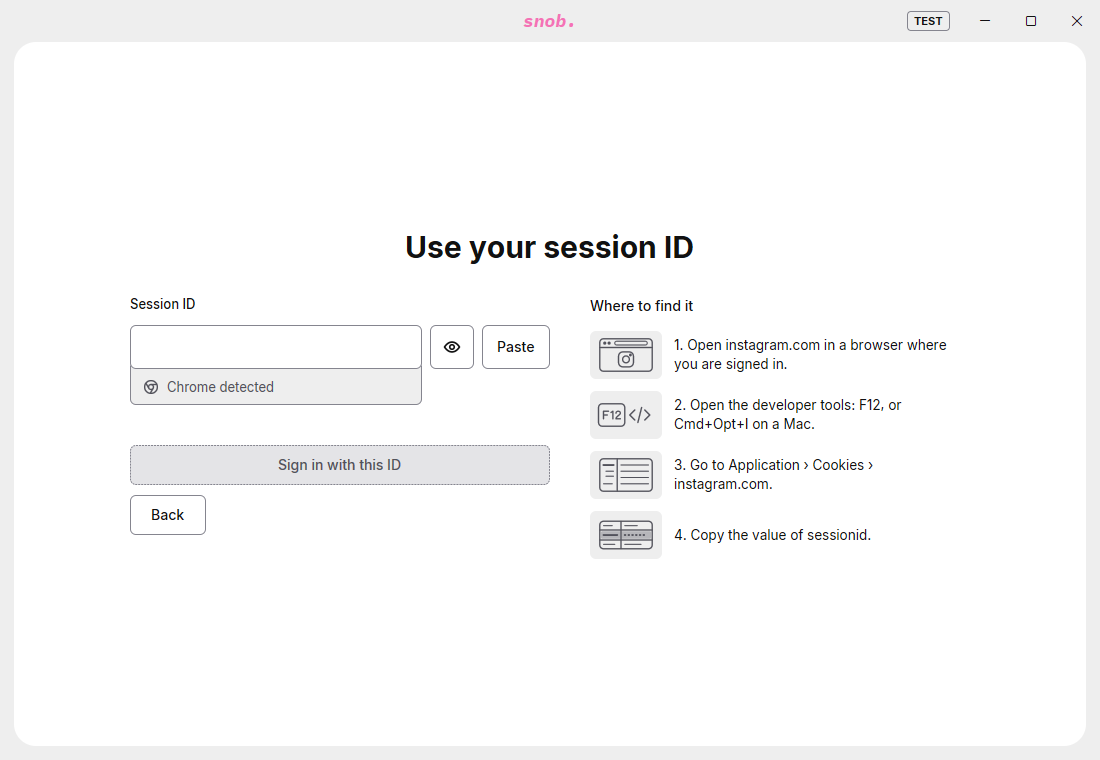 snob.
TEST
Use your session ID
Session ID
Paste
Chrome detected
Sign in with this ID
Back
Where to find it
1. Open instagram.com in a browser where
you are signed in.
F12 </>
2. Open the developer tools: F12, or
Cmd+Opt+I on a Mac.
3. Go to Application › Cookies ›
instagram.com.
4. Copy the value of sessionid.